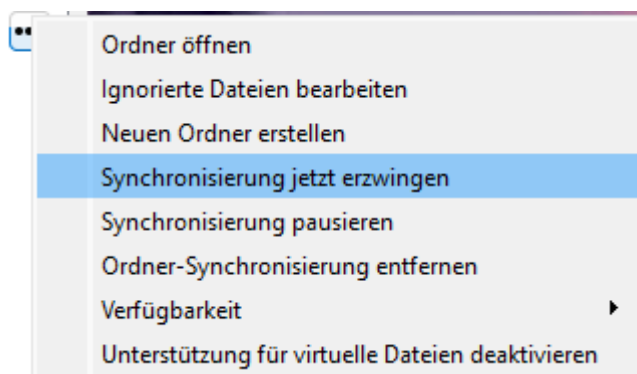 Ordner öffnen
Ignorierte Dateien bearbeiten
Neuen Ordner erstellen
Synchronisierung jetzt erzwingen
Synchronisierung pausieren
Ordner-Synchronisierung entfernen
Verfügbarkeit
Unterstützung für virtuelle Dateien deaktivieren